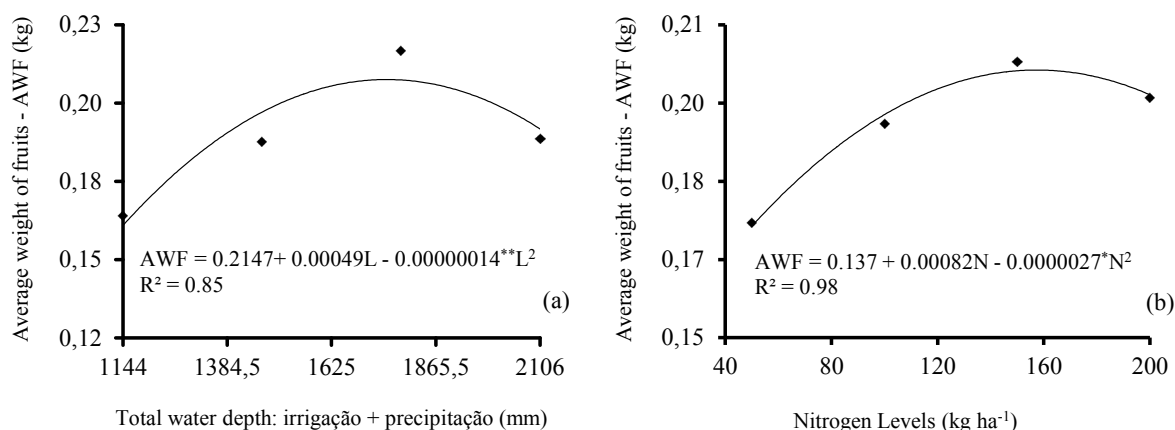 Average weight of fruits - AWF (kg)
0,23
0,20
0,18
0,15
0,12
AWF = 0.2147+ 0.00049L - 0.00000014**L²
R² = 0.85
(a)
1144 1384,5 1625 1865,5 2106
Total water depth: irrigação + precipitação (mm)
Average weight of fruits - AWF (kg)
0,21
0,20
0,18
0,17
0,15
AWF = 0.137 + 0.00082N - 0.0000027*N²
R² = 0.98
(b)
40 80 120 160 200
Nitrogen Levels (kg ha⁻¹)